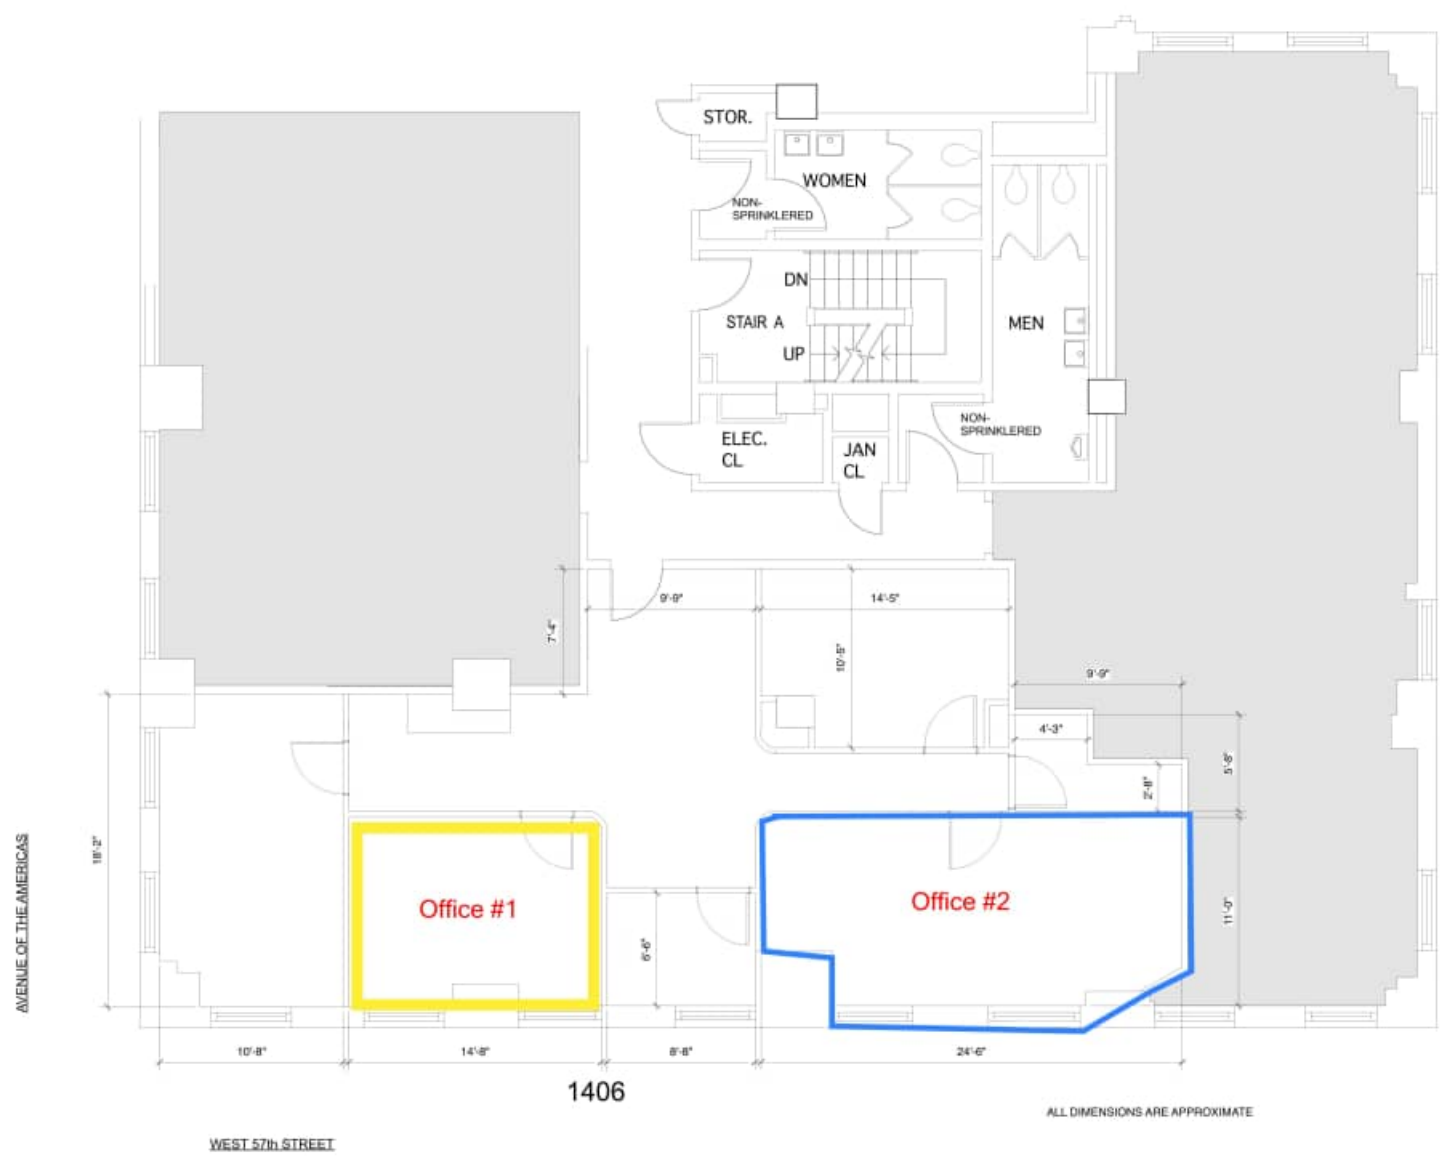 STOR.
WOMEN
NON-
SPRINKLERED
DN
STAIR A
MEN
UP
NON-
SPRINKLERED
ELEC.
CL
JAN
CL
9'-9"
14'-5"
7'-4"
10'-5"
9'-9"
4'-3"
5'-8"
2'-8"
18'-2"
AVENUE OF THE AMERICAS
Office #1
Office #2
11'-0"
6'-6"
10'-8"
14'-8"
8'-8"
24'-6"
1406
ALL DIMENSIONS ARE APPROXIMATE
WEST 57th STREET